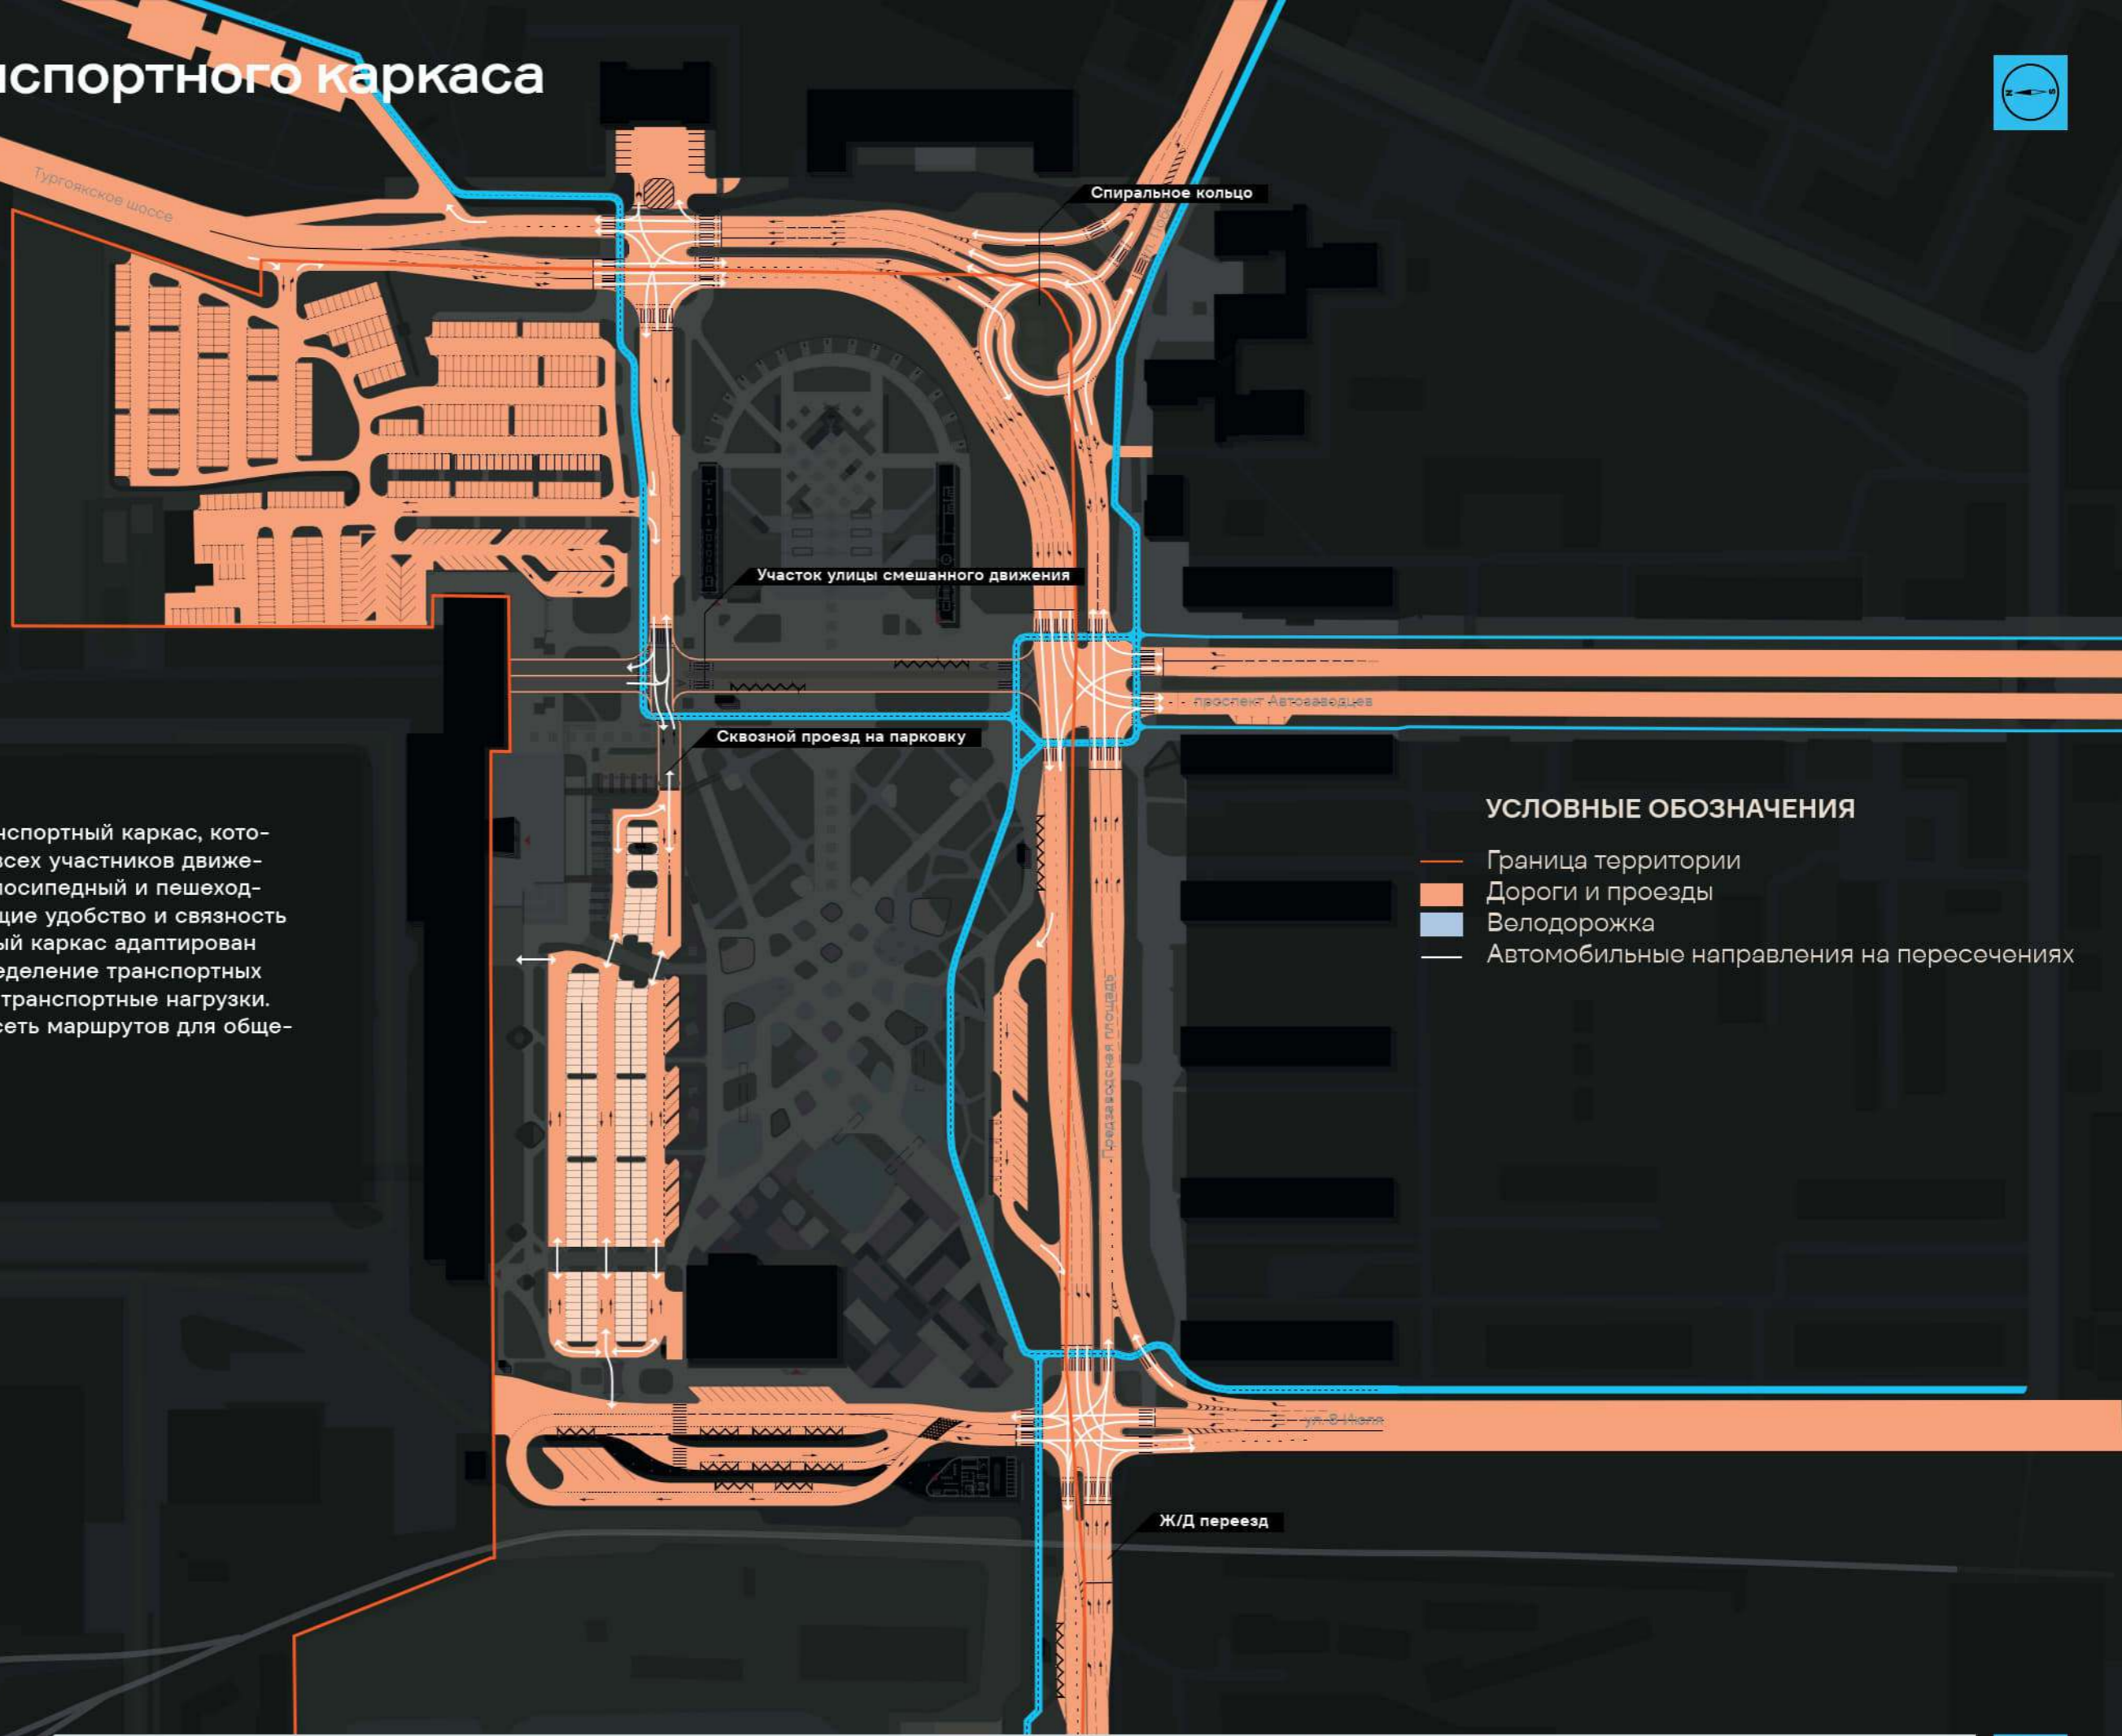 нспортного каркаса
N S
Тургоякское шоссе
Спиральное кольцо
Участок улицы смешанного движения
проспект Автозаводцев
Сквозной проезд на парковку
нспортный каркас, кото-
всех участников движе-
лосипедный и пешеход-
щие удобство и связность
ый каркас адаптирован
еделение транспортных
транспортные нагрузки.
сеть маршрутов для обще-
УСЛОВНЫЕ ОБОЗНАЧЕНИЯ
Граница территории
Дороги и проезды
Велодорожка
Автомобильные направления на пересечениях
Предзаводская площадь
ул. 8 Июля
Ж/Д переезд